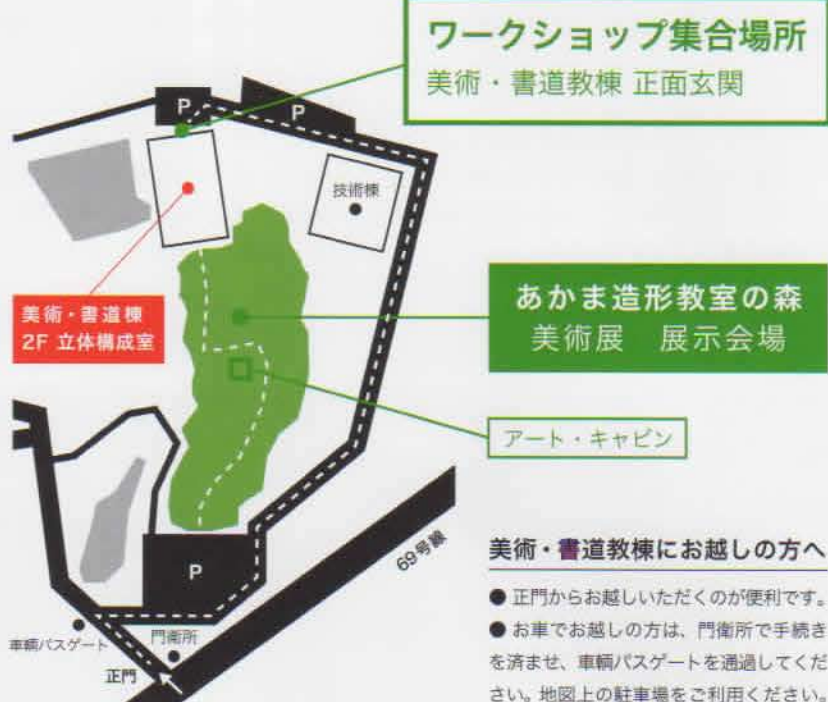 ワークショップ集合場所
美術・書道教棟 正面玄関
P
P
技術棟
美術・書道棟
2F 立体構成室
あかま造形教室の森
美術展 展示会場
アート・キャビン
69号線
P
車輌パスゲート
門衛所
正門
美術・書道教棟にお越しの方へ
● 正門からお越しいただくのが便利です。
● お車でお越しの方は、門衛所で手続き
を済ませ、車輌パスゲートを通過してくだ
さい。地図上の駐車場をご利用ください。